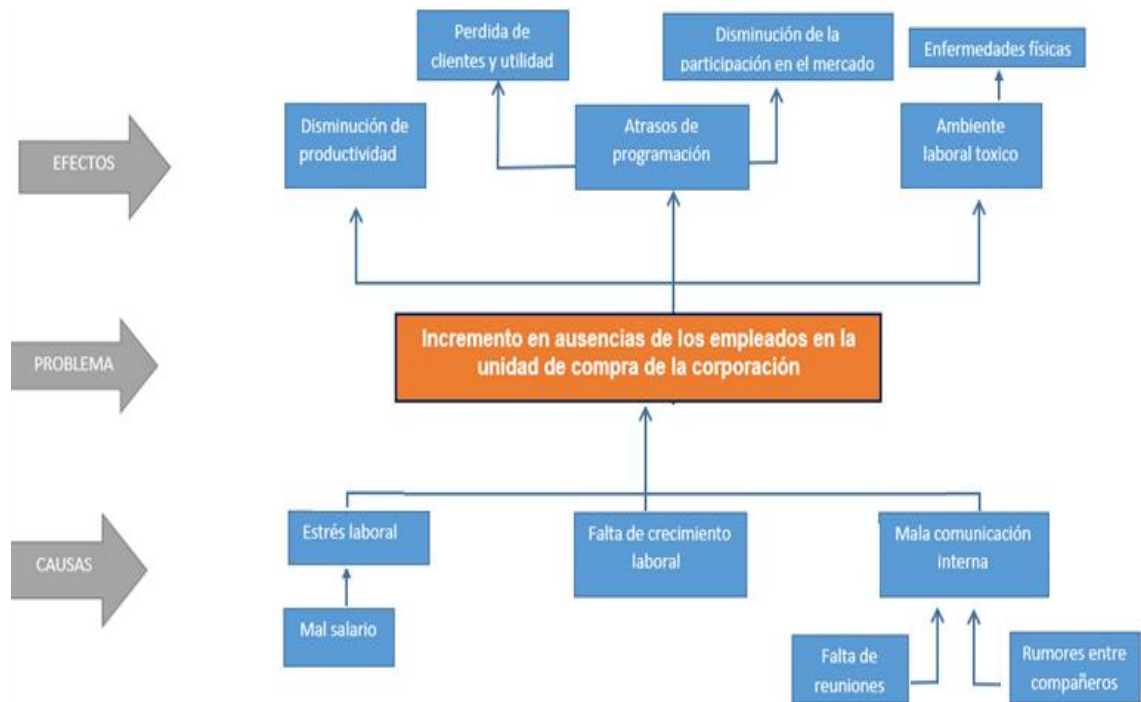 Perdida de
clientes y utilidad
Disminución de la
participación en el mercado
Enfermedades físicas
Disminución de
productividad
Atrasos de
programación
Ambiente
laboral toxico
EFECTOS
Incremento en ausencias de los empleados en la
unidad de compra de la corporación
PROBLEMA
Estrés laboral
Falta de crecimiento
laboral
Mala comunicación
interna
CAUSAS
Mal salario
Falta de
reuniones
Rumores entre
compañeros